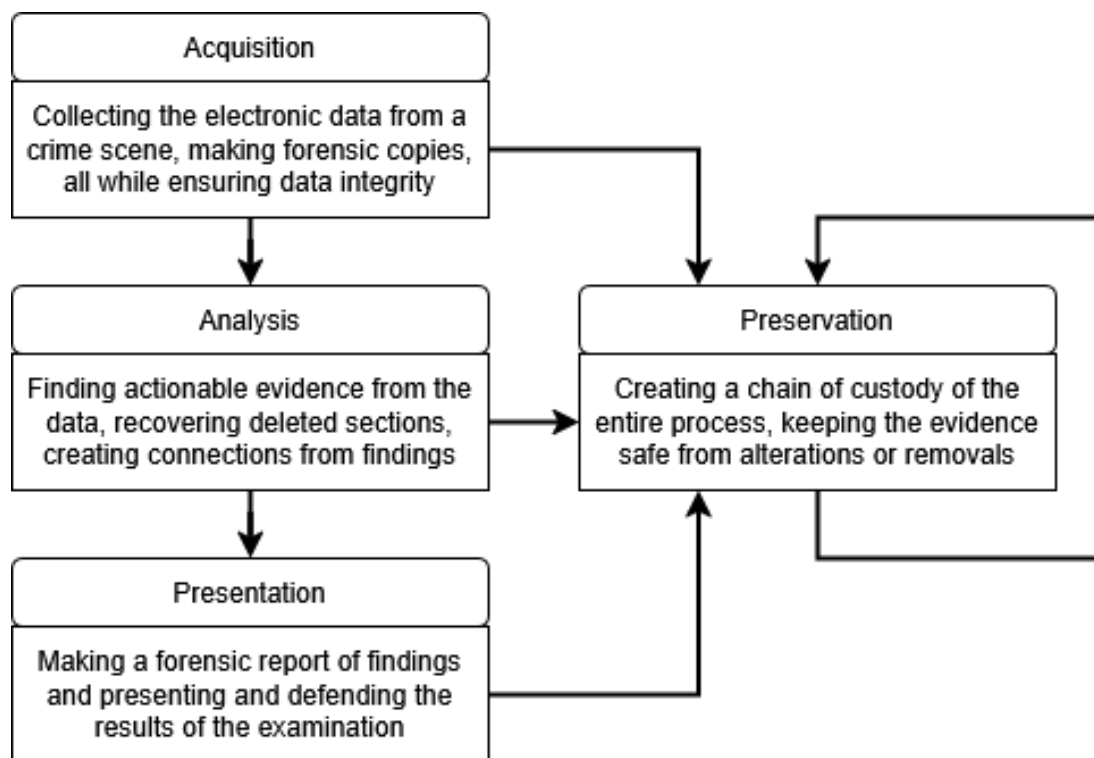 Acquisition
Collecting the electronic data from a
crime scene, making forensic copies,
all while ensuring data integrity
Analysis
Finding actionable evidence from the
data, recovering deleted sections,
creating connections from findings
Preservation
Creating a chain of custody of the
entire process, keeping the evidence
safe from alterations or removals
Presentation
Making a forensic report of findings
and presenting and defending the
results of the examination